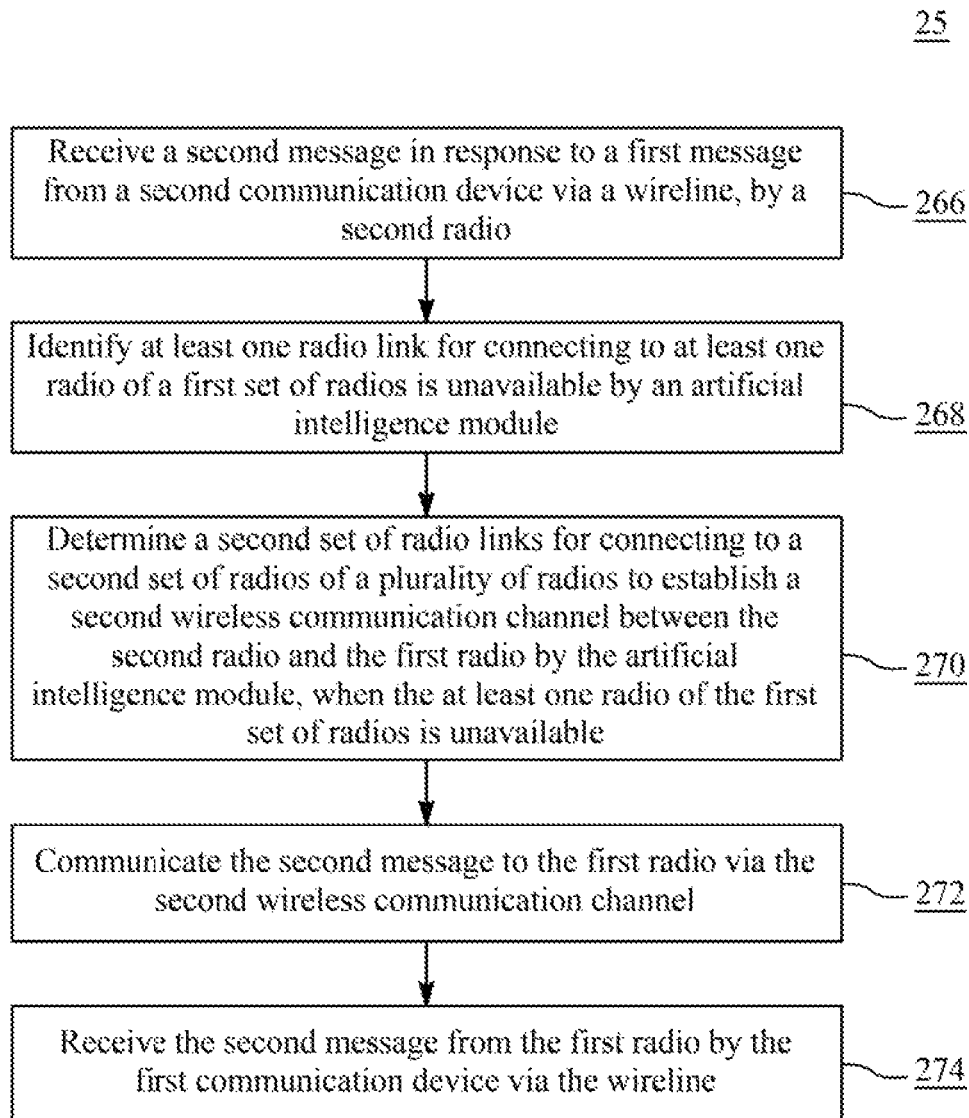 25
Receive a second message in response to a first message
from a second communication device via a wireline, by a
second radio
266
Identify at least one radio link for connecting to at least one
radio of a first set of radios is unavailable by an artificial
intelligence module
268
Determine a second set of radio links for connecting to a
second set of radios of a plurality of radios to establish a
second wireless communication channel between the
second radio and the first radio by the artificial
intelligence module, when the at least one radio of the first
set of radios is unavailable
270
Communicate the second message to the first radio via the
second wireless communication channel
272
Receive the second message from the first radio by the
first communication device via the wireline
274